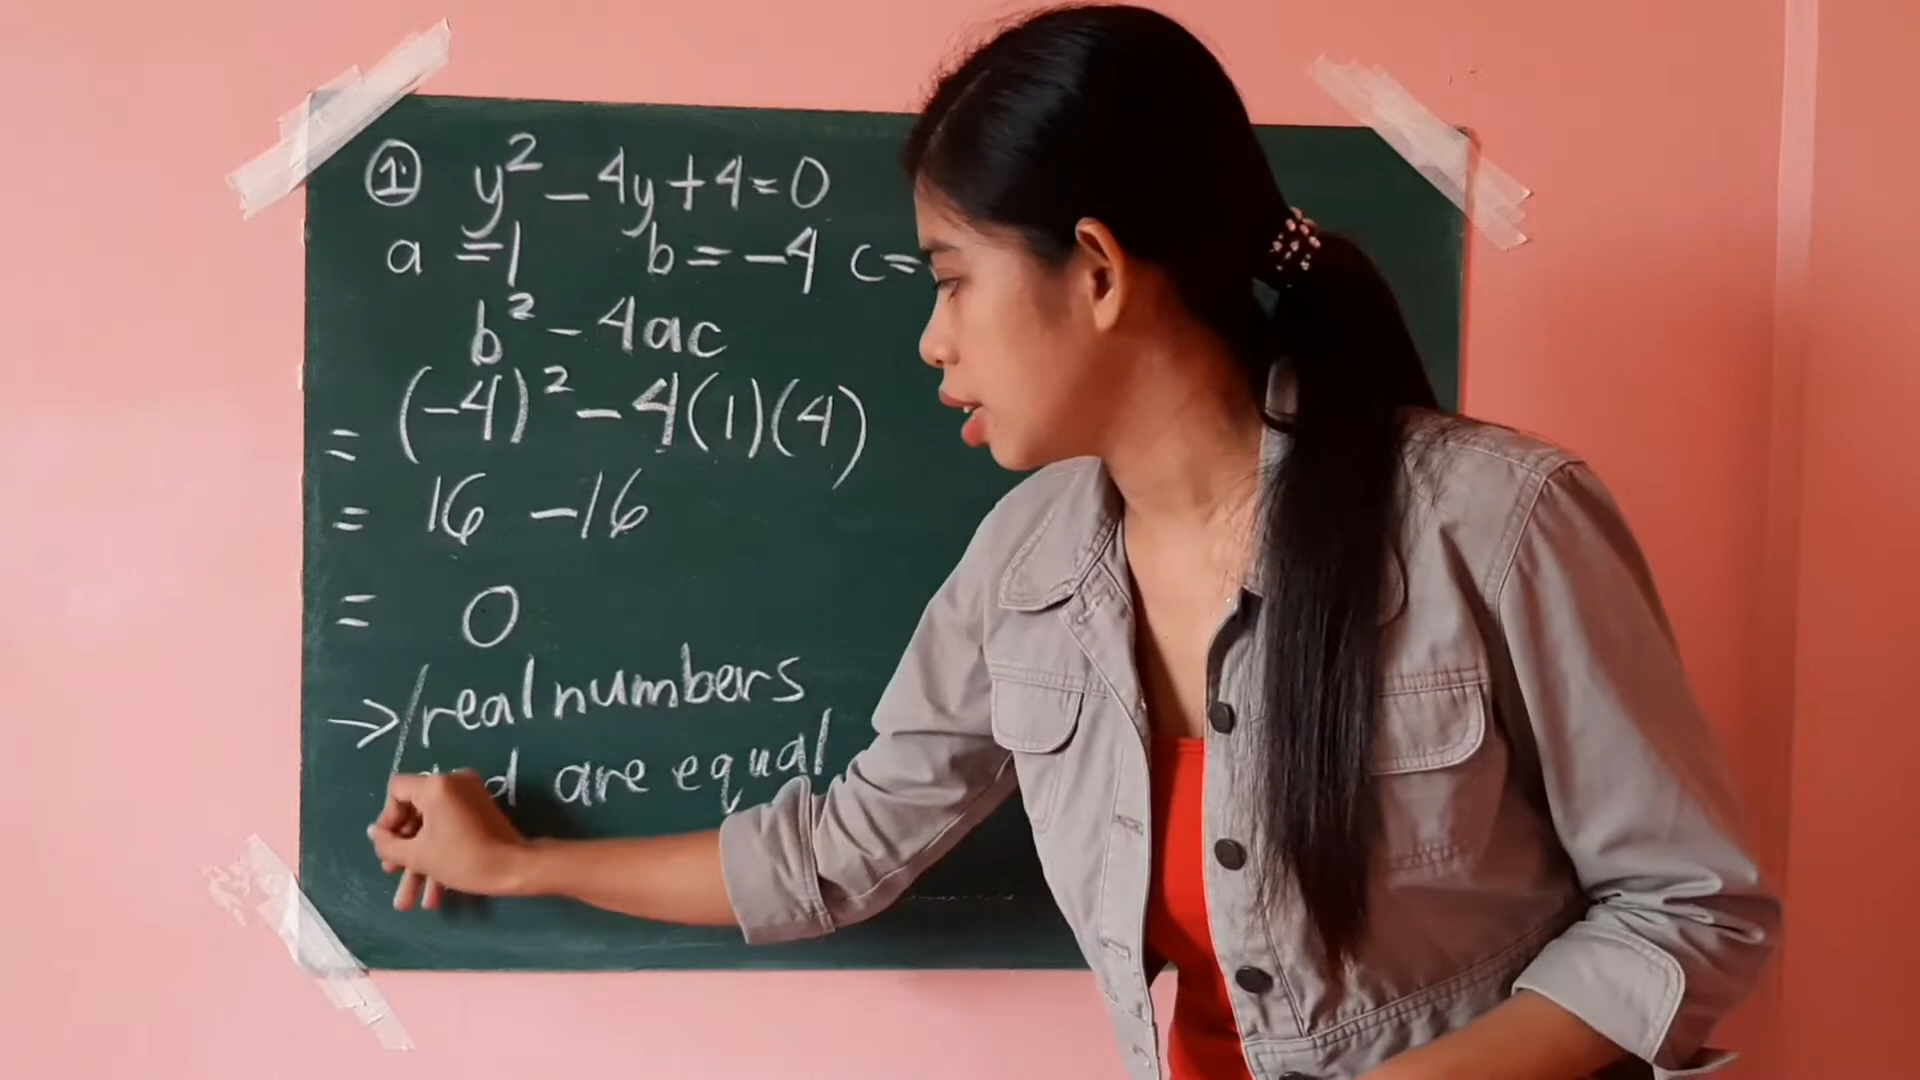 ① y² - 4y + 4 = 0
a = 1 b = -4 c =
b² - 4ac
= (-4)² - 4(1)(4)
= 16 - 16
= 0
→ real numbers
are equal